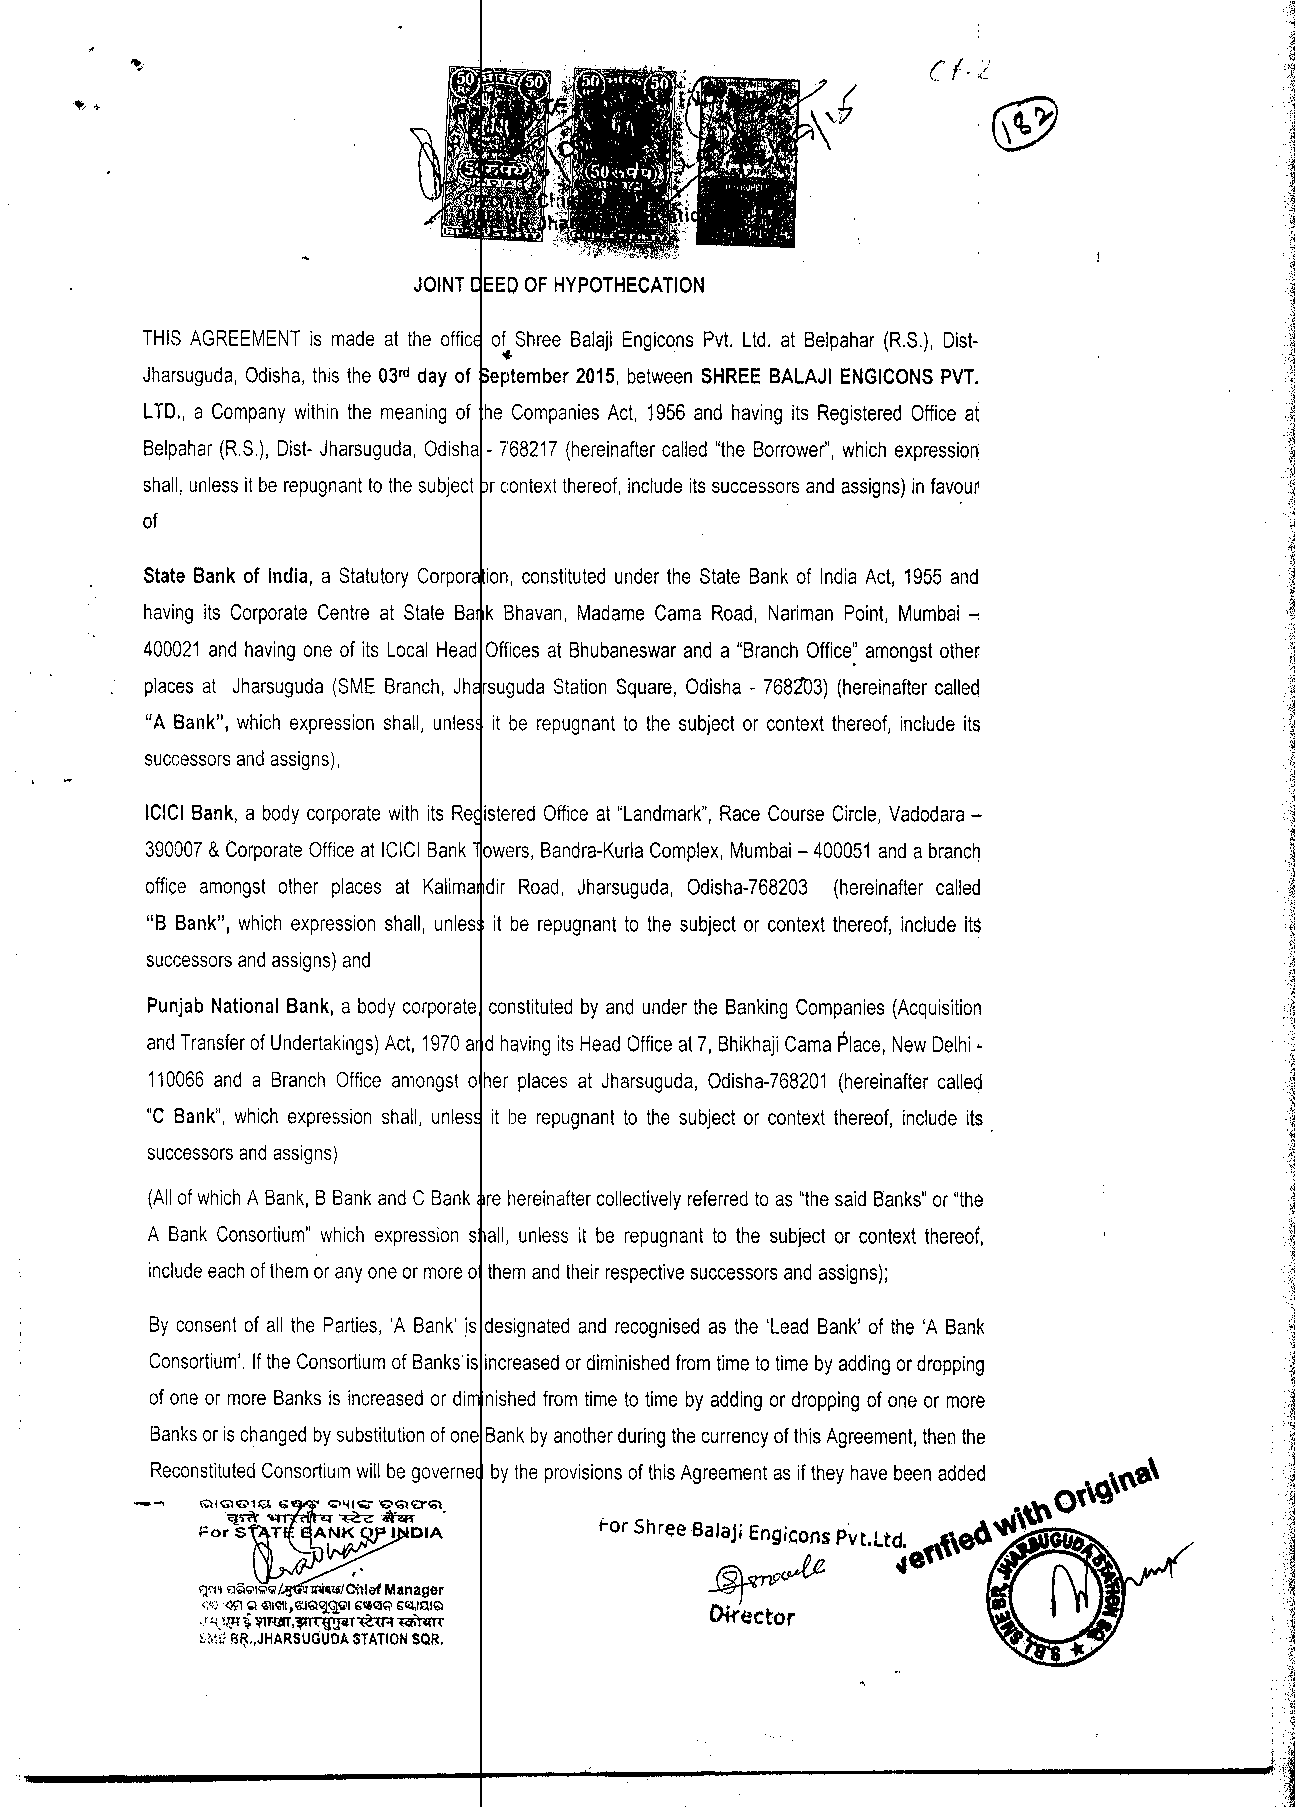 Cf-2
182
50 50 50 50
JOINT DEED OF HYPOTHECATION
THIS AGREEMENT is made at the office of Shree Balaji Engicons Pvt. Ltd. at Belpahar (R.S.), Dist-
Jharsuguda, Odisha, this the 03rd day of September 2015, between SHREE BALAJI ENGICONS PVT.
LTD., a Company within the meaning of the Companies Act, 1956 and having its Registered Office at
Belpahar (R.S.), Dist- Jharsuguda, Odisha - 768217 (hereinafter called "the Borrower", which expression
shall, unless it be repugnant to the subject or context thereof, include its successors and assigns) in favour
of
State Bank of India, a Statutory Corporation, constituted under the State Bank of India Act, 1955 and
having its Corporate Centre at State Bank Bhavan, Madame Cama Road, Nariman Point, Mumbai –
400021 and having one of its Local Head Offices at Bhubaneswar and a "Branch Office" amongst other
places at Jharsuguda (SME Branch, Jharsuguda Station Square, Odisha - 768203) (hereinafter called
"A Bank", which expression shall, unless it be repugnant to the subject or context thereof, include its
successors and assigns),
ICICI Bank, a body corporate with its Registered Office at "Landmark", Race Course Circle, Vadodara –
390007 & Corporate Office at ICICI Bank Towers, Bandra-Kurla Complex, Mumbai – 400051 and a branch
office amongst other places at Kalimandir Road, Jharsuguda, Odisha-768203 (hereinafter called
"B Bank", which expression shall, unless it be repugnant to the subject or context thereof, include its
successors and assigns) and
Punjab National Bank, a body corporate, constituted by and under the Banking Companies (Acquisition
and Transfer of Undertakings) Act, 1970 and having its Head Office at 7, Bhikhaji Cama Place, New Delhi -
110066 and a Branch Office amongst other places at Jharsuguda, Odisha-768201 (hereinafter called
"C Bank", which expression shall, unless it be repugnant to the subject or context thereof, include its
successors and assigns)
(All of which A Bank, B Bank and C Bank are hereinafter collectively referred to as "the said Banks" or "the
A Bank Consortium" which expression shall, unless it be repugnant to the subject or context thereof,
include each of them or any one or more of them and their respective successors and assigns);
By consent of all the Parties, 'A Bank' is designated and recognised as the 'Lead Bank' of the 'A Bank
Consortium'. If the Consortium of Banks is increased or diminished from time to time by adding or dropping
of one or more Banks is increased or diminished from time to time by adding or dropping of one or more
Banks or is changed by substitution of one Bank by another during the currency of this Agreement, then the
Reconstituted Consortium will be governed by the provisions of this Agreement as if they have been added
कृते भारतीय स्टेट बैंक
For STATE BANK OF INDIA
Chief Manager
शाखा, झारसुगुड़ा स्टेशन स्कोयार
SME BR., JHARSUGUDA STATION SQR.
For Shree Balaji Engicons Pvt.Ltd.
Director
verified with Original
S.B.I. SME BR. JHARSUGUDA STATION SQ. ★